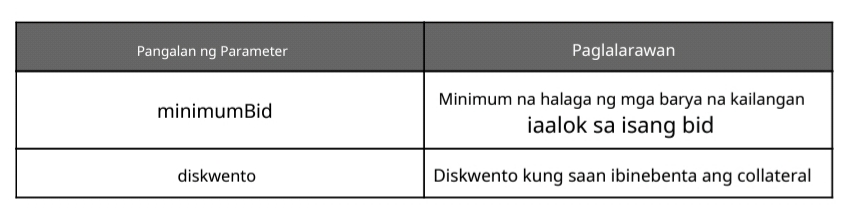 Pangalan ng Parameter
Paglalarawan
minimumBid
Minimum na halaga ng mga barya na kailangan
iaalok sa isang bid
diskwento
Diskwento kung saan ibinebenta ang collateral